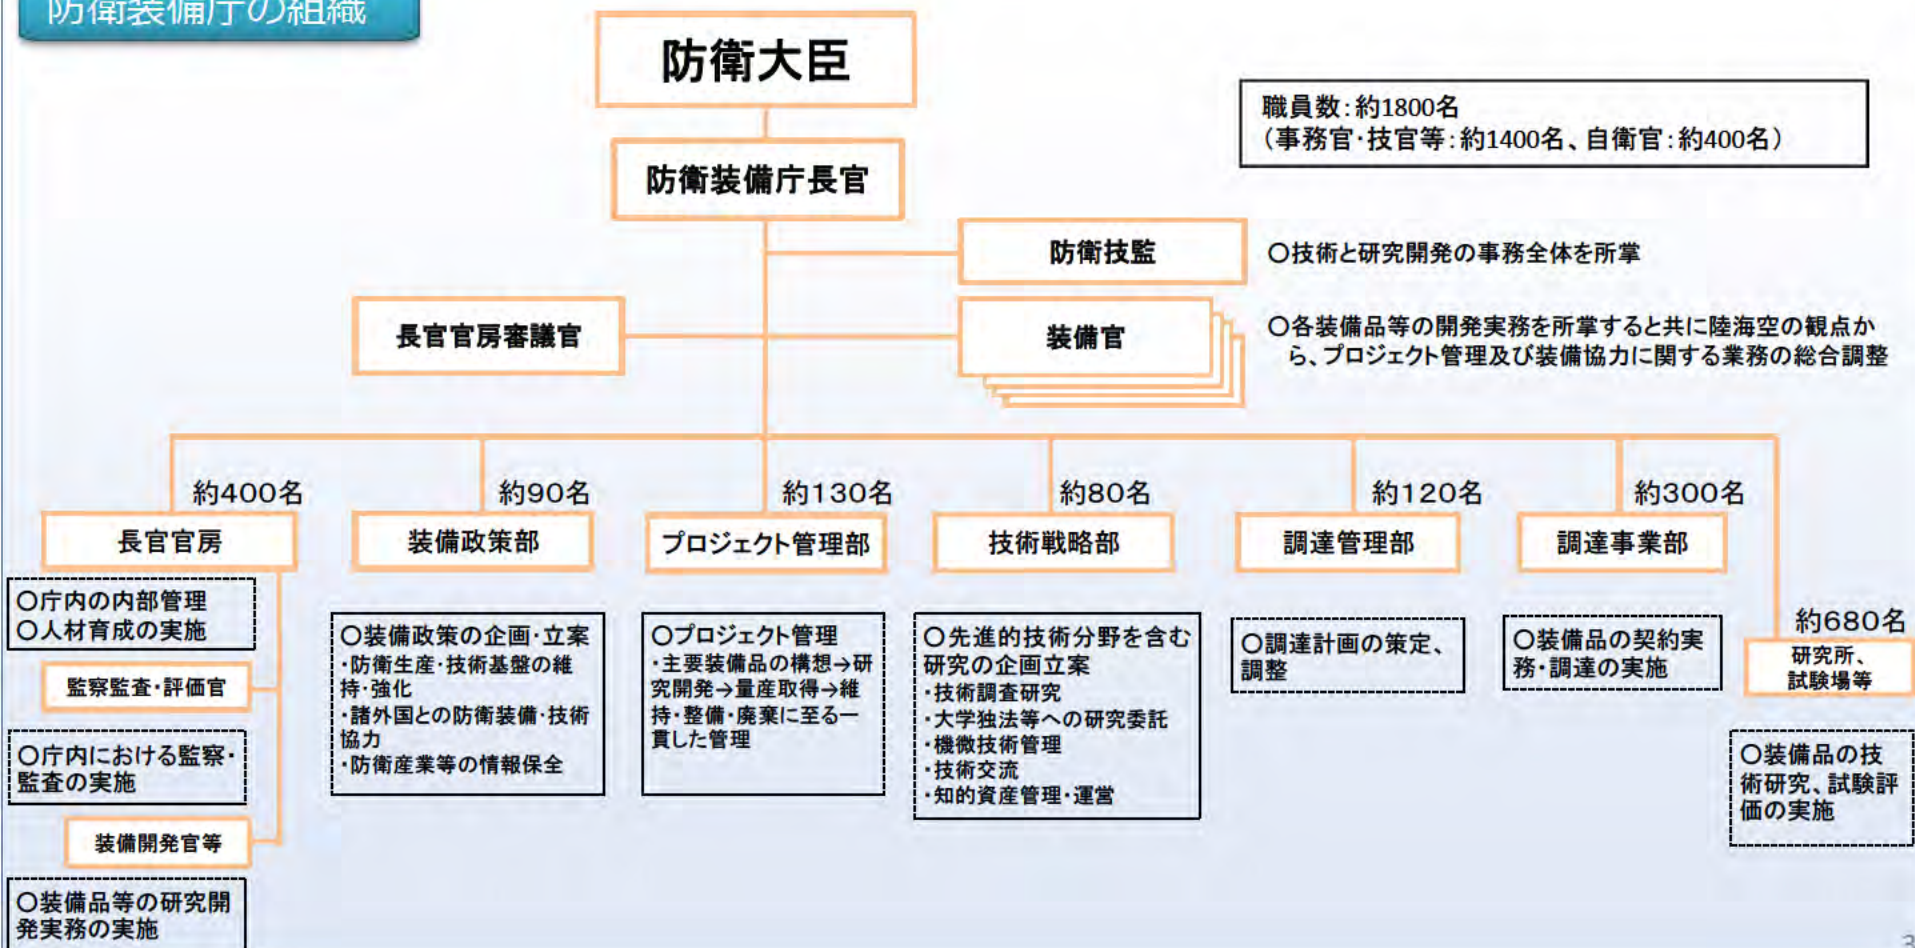 防衛装備庁の組織
防衛大臣
職員数:約1800名
(事務官・技官等:約1400名、自衛官:約400名)
防衛装備庁長官
防衛技監
〇技術と研究開発の事務全体を所掌
長官官房審議官
装備官
〇各装備品等の開発実務を所掌すると共に陸海空の観点か
ら、プロジェクト管理及び装備協力に関する業務の総合調整
約400名
長官官房
〇庁内の内部管理
〇人材育成の実施
監察監査・評価官
〇庁内における監察・
監査の実施
装備開発官等
〇装備品等の研究開
発実務の実施
約90名
装備政策部
〇装備政策の企画・立案
・防衛生産・技術基盤の維
持・強化
・諸外国との防衛装備・技術
協力
・防衛産業等の情報保全
約130名
プロジェクト管理部
〇プロジェクト管理
・主要装備品の構想→研
究開発→量産取得→維
持・整備・廃棄に至る一
貫した管理
約80名
技術戦略部
〇先進的技術分野を含む
研究の企画立案
・技術調査研究
・大学独法等への研究委託
・機微技術管理
・技術交流
・知的資産管理・運営
約120名
調達管理部
〇調達計画の策定、
調整
約300名
調達事業部
〇装備品の契約実
務・調達の実施
約680名
研究所、
試験場等
〇装備品の技
術研究、試験評
価の実施